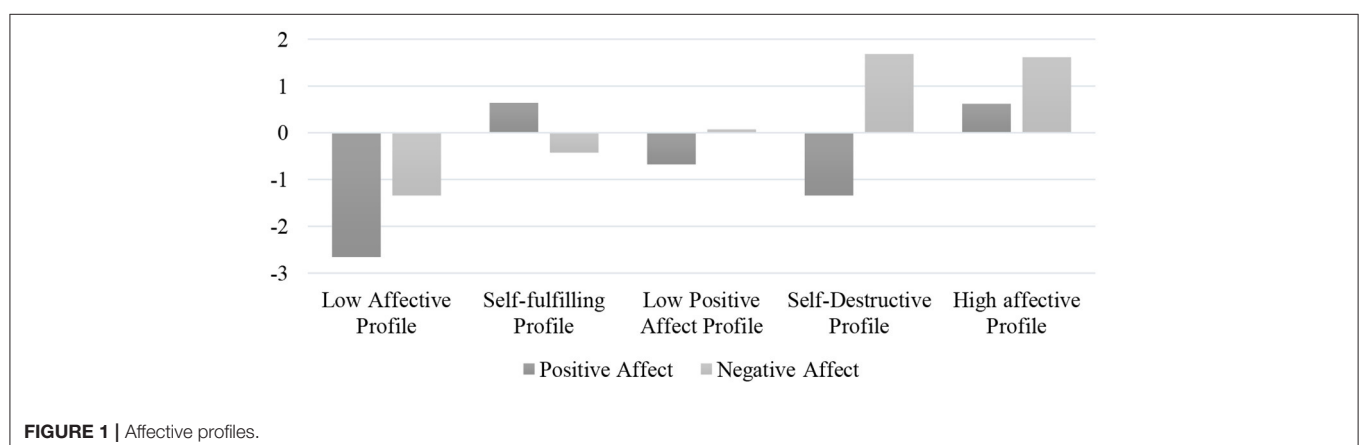 2
1
0
-1
-2
-3
Low Affective Profile
Self-fulfilling Profile
Low Positive Affect Profile
Self-Destructive Profile
High affective Profile
Positive Affect Negative Affect
FIGURE 1 | Affective profiles.